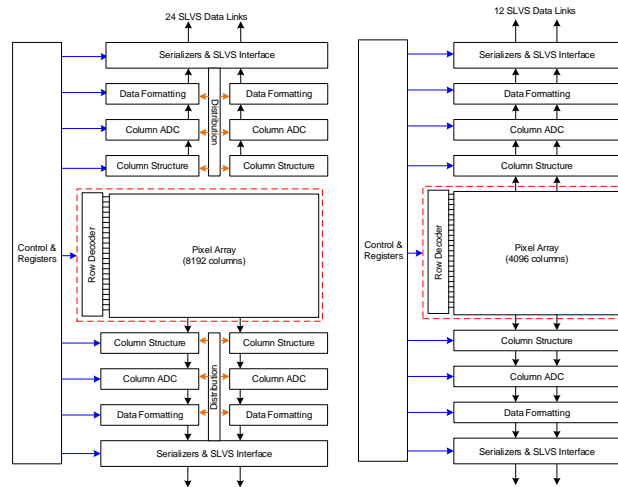 24 SLVS Data Links
Serializers & SLVS Interface
Data Formatting
Data Formatting
Distribution
Column ADC
Column ADC
Column Structure
Column Structure
Control &
Registers
Row Decoder
Pixel Array
(8192 columns)
Column Structure
Column Structure
Distribution
Column ADC
Column ADC
Data Formatting
Data Formatting
Serializers & SLVS Interface
12 SLVS Data Links
Serializers & SLVS Interface
Data Formatting
Column ADC
Column Structure
Control &
Registers
Row Decoder
Pixel Array
(4096 columns)
Column Structure
Column ADC
Data Formatting
Serializers & SLVS Interface